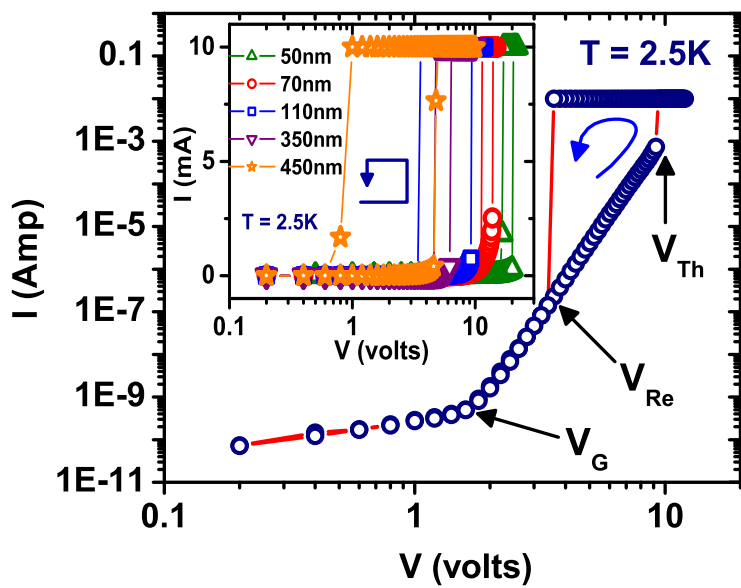 0.1
1E-3
1E-5
1E-7
1E-9
1E-11
I (Amp)
0.1
1
10
V (volts)
T = 2.5K
V_Th
V_Re
V_G
10
5
0
I (mA)
50nm
70nm
110nm
350nm
450nm
T = 2.5K
0.1
1
10
V (volts)